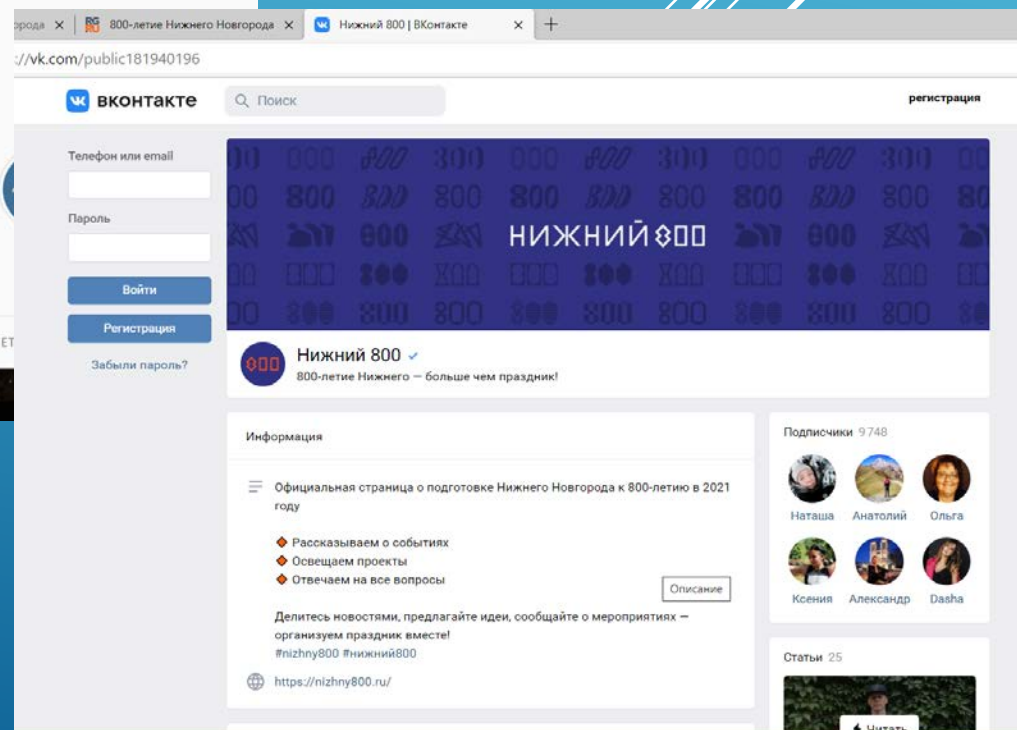 орода
800-летие Нижнего Новгорода
Нижний 800 | ВКонтакте
://vk.com/public181940196
вконтакте
Поиск
регистрация
Телефон или email
Пароль
Войти
Регистрация
Забыли пароль?
НИЖНИЙ 800
800
Нижний 800
800-летие Нижнего — больше чем праздник!
Информация
Официальная страница о подготовке Нижнего Новгорода к 800-летию в 2021
году
Рассказываем о событиях
Освещаем проекты
Отвечаем на все вопросы
Описание
Делитесь новостями, предлагайте идеи, сообщайте о мероприятиях —
организуем праздник вместе!
#nizhny800 #нижний800
https://nizhny800.ru/
Подписчики 9 748
Наташа Анатолий Ольга
Ксения Александр Dasha
Статьи 25
Читать